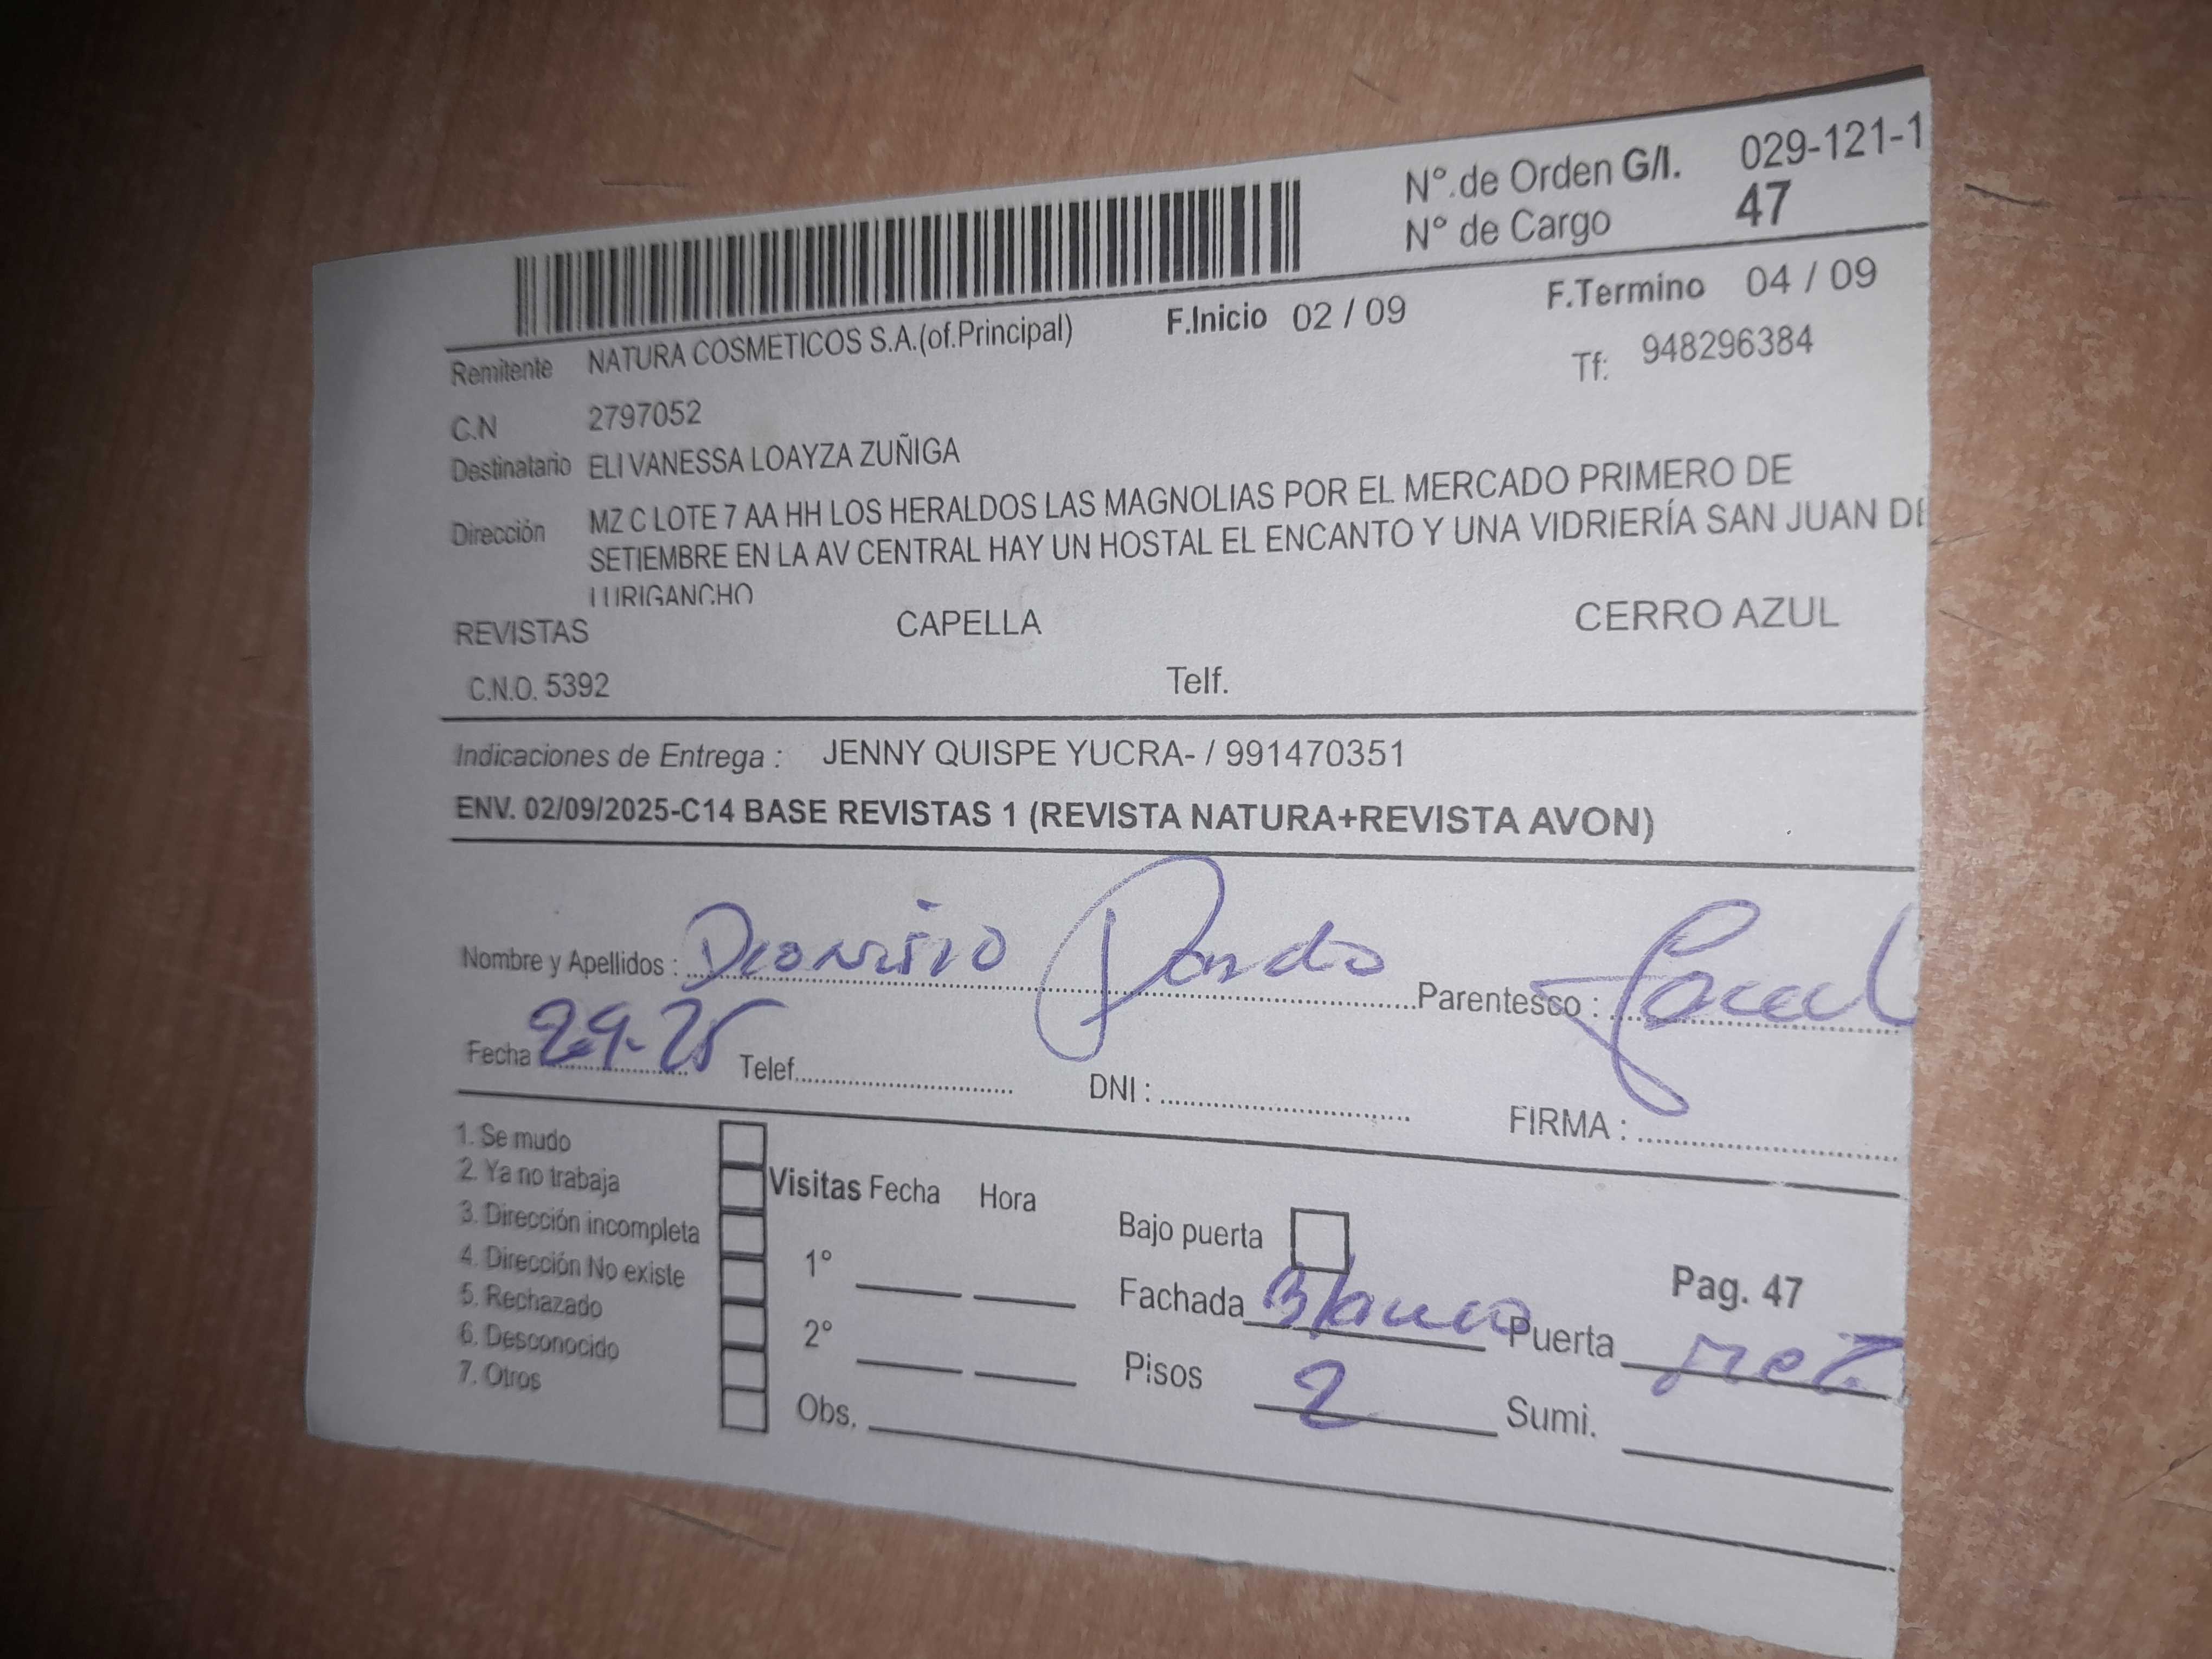 N°.de Orden G/I. 029-121-1
N° de Cargo 47
F.Inicio 02 / 09 F.Termino 04 / 09
Remitente NATURA COSMETICOS S.A.(of.Principal) Tf: 948296384
C.N 2797052
Destinatario ELI VANESSA LOAYZA ZUÑIGA
Dirección MZ C LOTE 7 AA HH LOS HERALDOS LAS MAGNOLIAS POR EL MERCADO PRIMERO DE
SETIEMBRE EN LA AV CENTRAL HAY UN HOSTAL EL ENCANTO Y UNA VIDRIERÍA SAN JUAN DE
LURIGANCHO
REVISTAS CAPELLA CERRO AZUL
C.N.O. 5392 Telf.
Indicaciones de Entrega : JENNY QUISPE YUCRA- / 991470351
ENV. 02/09/2025-C14 BASE REVISTAS 1 (REVISTA NATURA+REVISTA AVON)
Nombre y Apellidos : Dionisio Pardo Parentesco :
Fecha 2.9.25 Telef. DNI : FIRMA :
1. Se mudo
2. Ya no trabaja
3. Dirección incompleta
4. Dirección No existe
5. Rechazado
6. Desconocido
7. Otros
Visitas Fecha Hora
1°
2°
Obs.
Bajo puerta
Fachada Blanco Puerta met
Pisos 2 Sumi.
Pag. 47